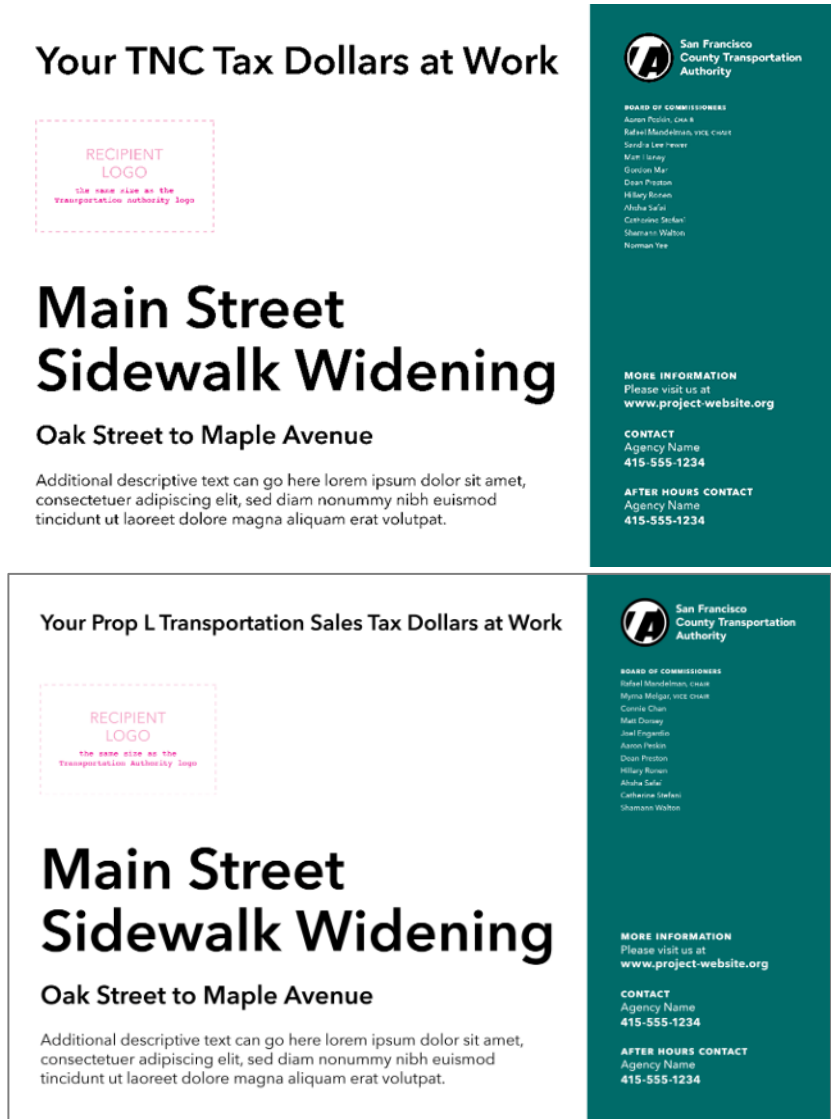 Your TNC Tax Dollars at Work
RECIPIENT
LOGO
the same size as the
Transportation authority logo
Main Street
Sidewalk Widening
Oak Street to Maple Avenue
Additional descriptive text can go here lorem ipsum dolor sit amet,
consectetuer adipiscing elit, sed diam nonummy nibh euismod
tincidunt ut laoreet dolore magna aliquam erat volutpat.
San Francisco
County Transportation
Authority
BOARD OF COMMISSIONERS
Aaron Peskin, CHAIR
Rafael Mandelman, VICE CHAIR
Sandra Lee Fewer
Matt Haney
Gordon Mar
Dean Preston
Hillary Ronen
Ahsha Safaí
Catherine Stefani
Shamann Walton
Norman Yee
MORE INFORMATION
Please visit us at
www.project-website.org
CONTACT
Agency Name
415-555-1234
AFTER HOURS CONTACT
Agency Name
415-555-1234
Your Prop L Transportation Sales Tax Dollars at Work
RECIPIENT
LOGO
the same size as the
Transportation Authority logo
Main Street
Sidewalk Widening
Oak Street to Maple Avenue
Additional descriptive text can go here lorem ipsum dolor sit amet,
consectetuer adipiscing elit, sed diam nonummy nibh euismod
tincidunt ut laoreet dolore magna aliquam erat volutpat.
San Francisco
County Transportation
Authority
BOARD OF COMMISSIONERS
Rafael Mandelman, CHAIR
Myrna Melgar, VICE CHAIR
Connie Chan
Matt Dorsey
Joel Engardio
Aaron Peskin
Dean Preston
Hillary Ronen
Ahsha Safaí
Catherine Stefani
Shamann Walton
MORE INFORMATION
Please visit us at
www.project-website.org
CONTACT
Agency Name
415-555-1234
AFTER HOURS CONTACT
Agency Name
415-555-1234